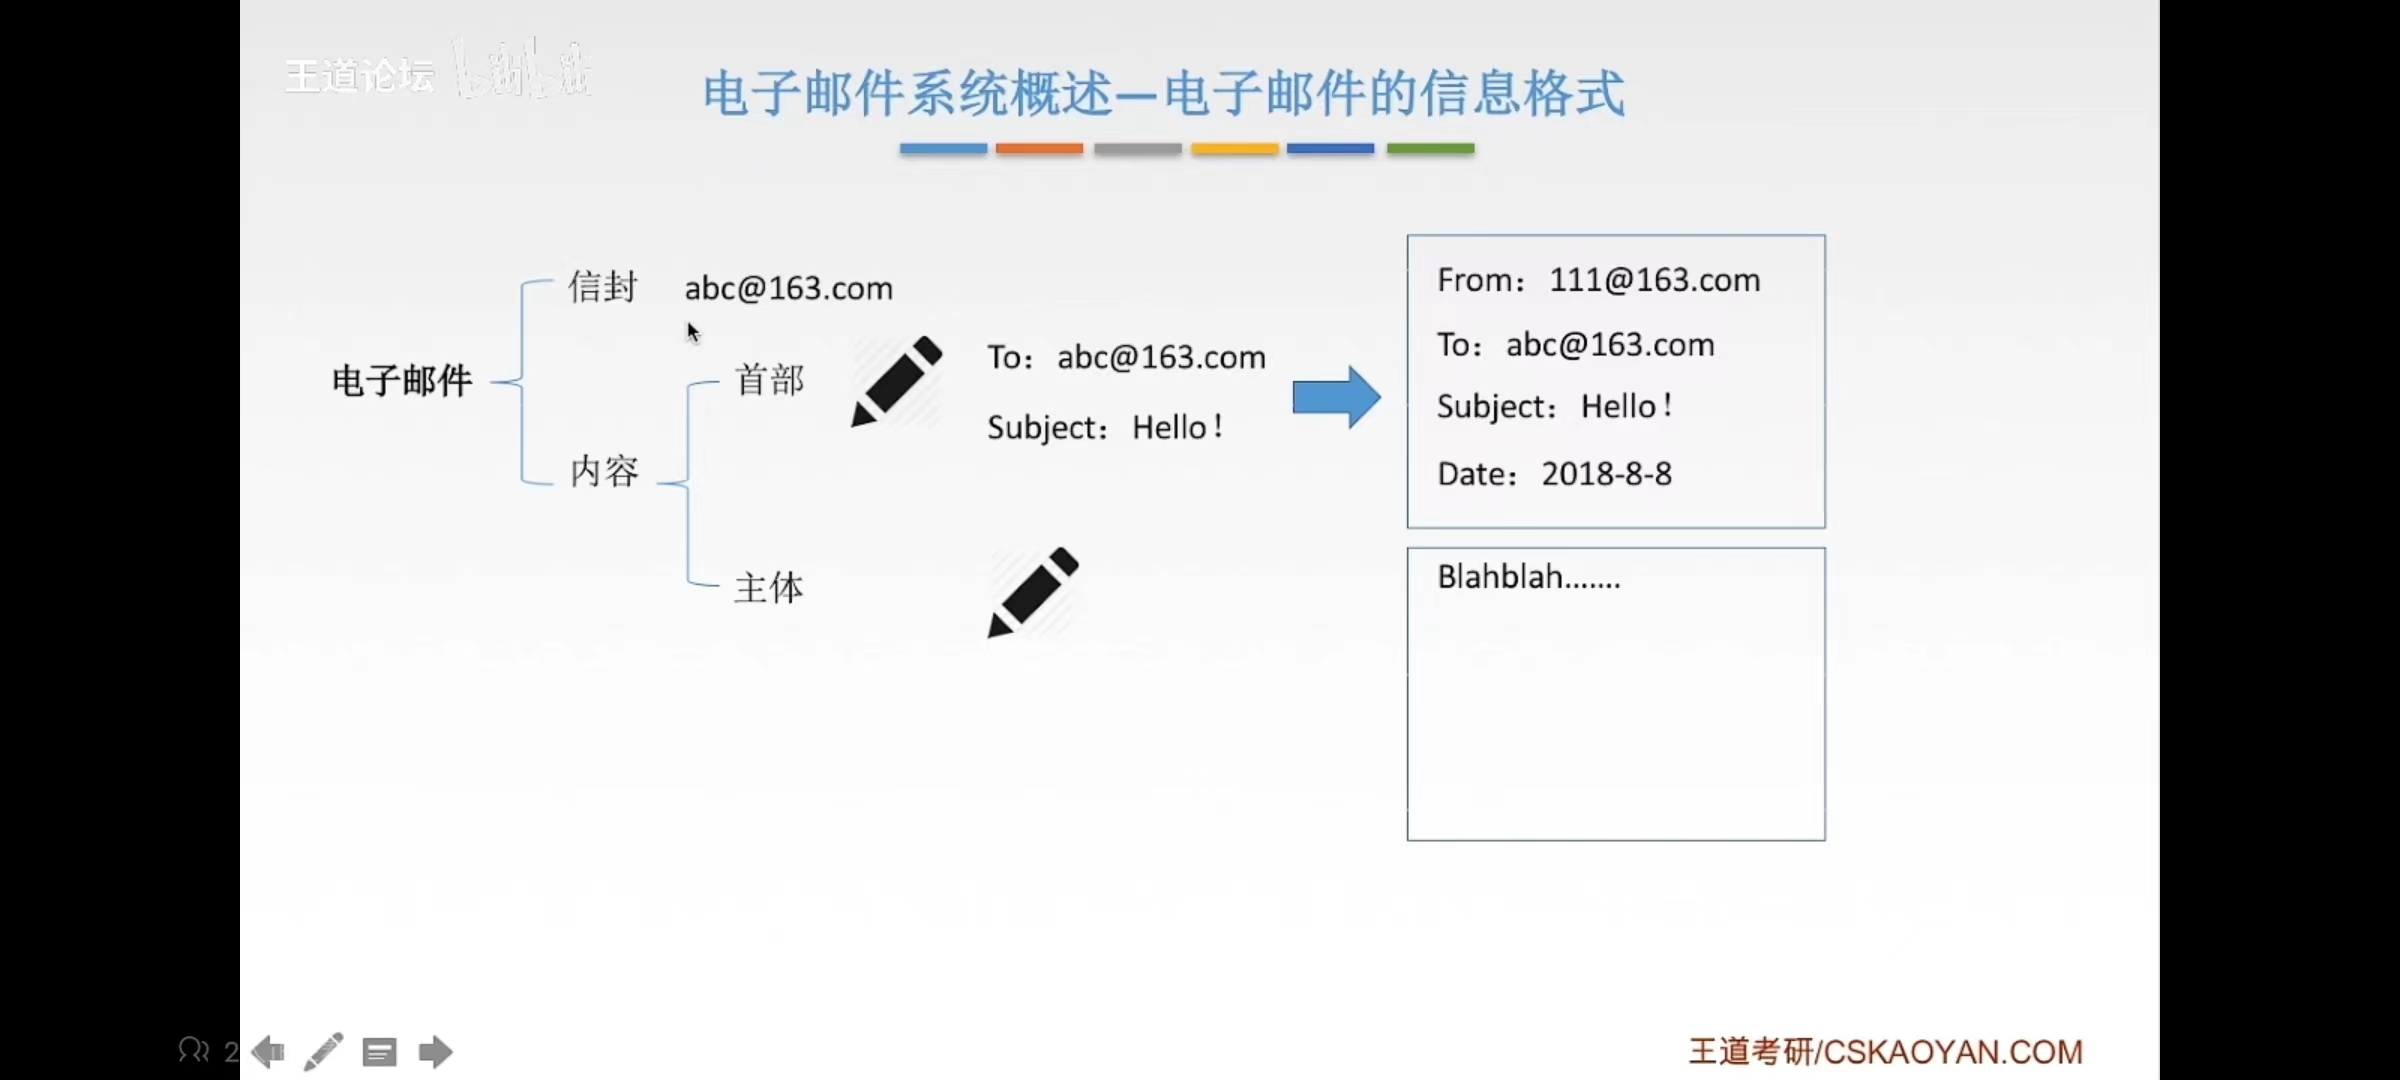 王道论坛 bilibili
电子邮件系统概述—电子邮件的信息格式
电子邮件
信封 abc@163.com
内容
首部
To：abc@163.com
Subject：Hello！
主体
From：111@163.com
To：abc@163.com
Subject：Hello！
Date：2018-8-8
Blahblah.......
2
王道考研/CSKAOYAN.COM